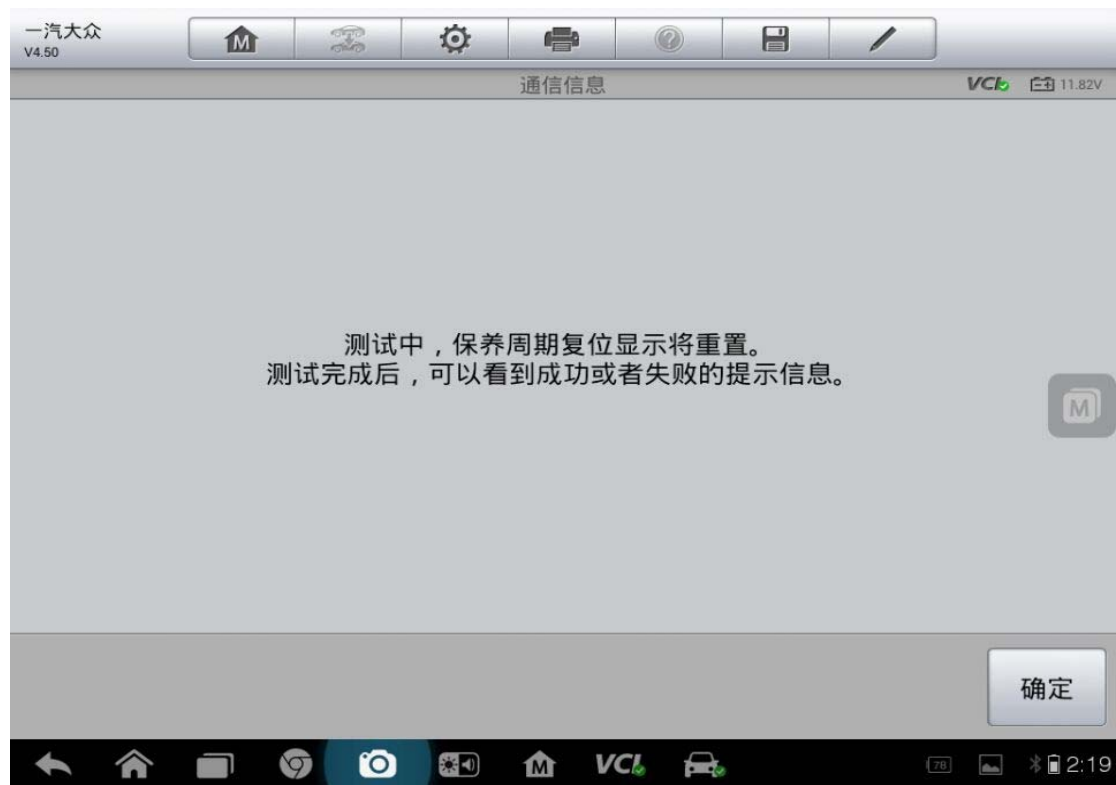 一汽大众
V4.50
M
通信信息
VCI
11.82V
测试中，保养周期复位显示将重置。
测试完成后，可以看到成功或者失败的提示信息。
M
确定
M
VCI
78
2:19